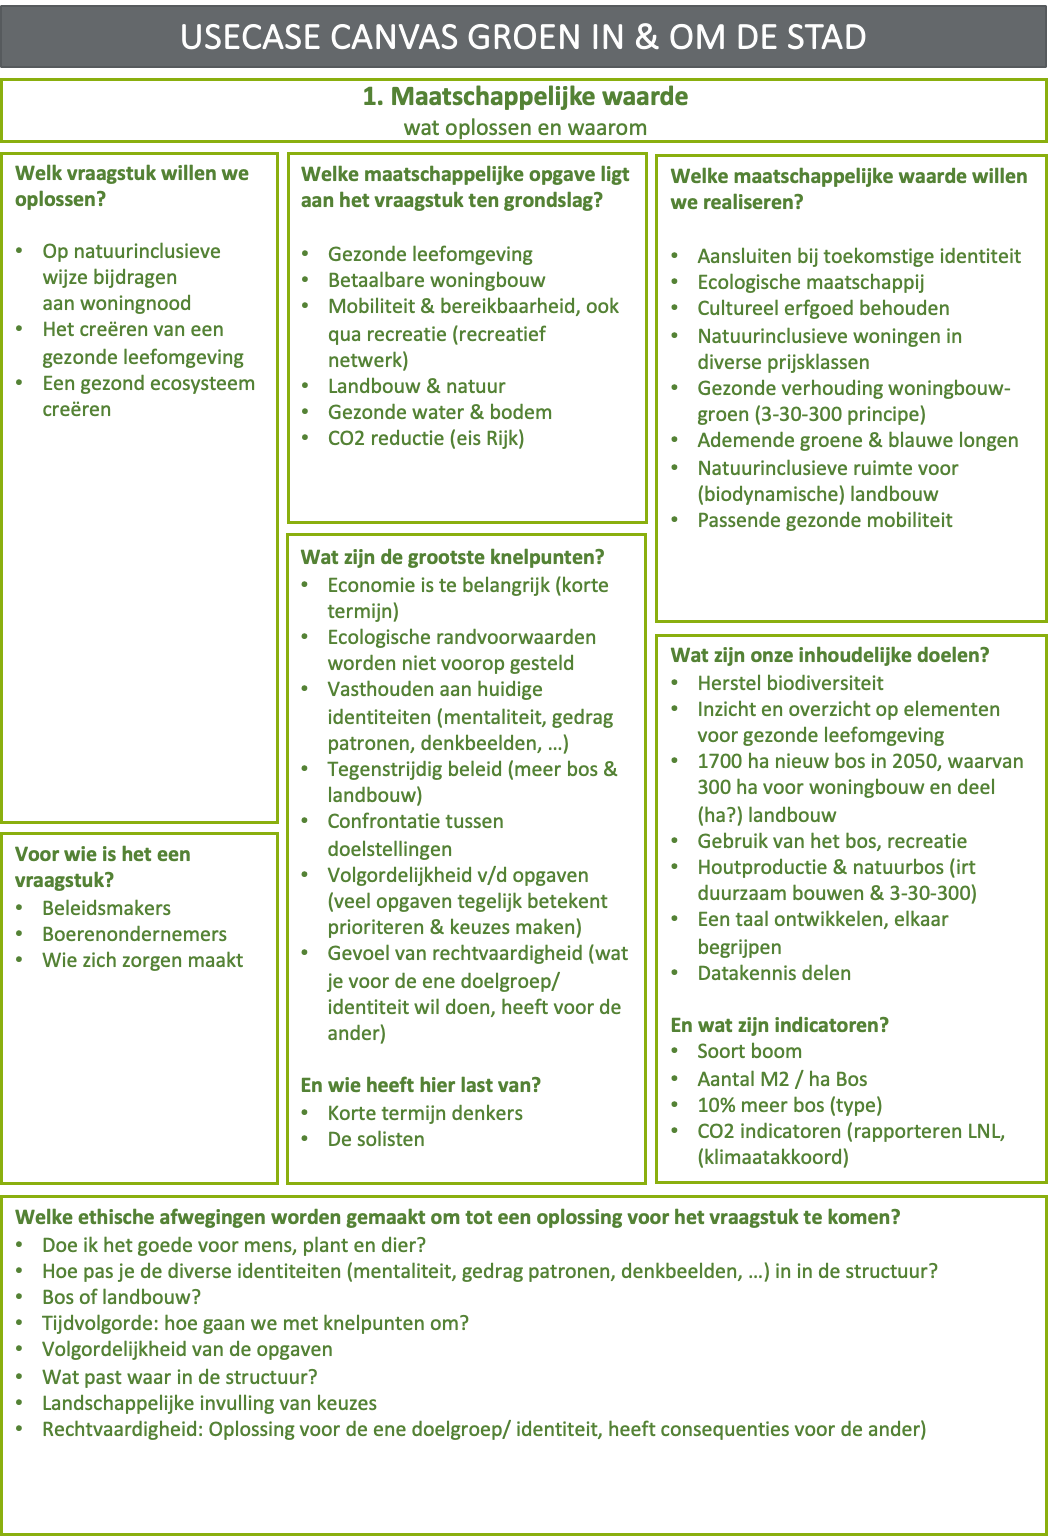 USECASE CANVAS GROEN IN & OM DE STAD
1. Maatschappelijke waarde
wat oplossen en waarom
Welk vraagstuk willen we
oplossen?
• Op natuurinclusieve
wijze bijdragen
aan woningnood
• Het creëren van een
gezonde leefomgeving
• Een gezond ecosysteem
creëren
Voor wie is het een
vraagstuk?
• Beleidsmakers
• Boerenondernemers
• Wie zich zorgen maakt
Welke maatschappelijke opgave ligt
aan het vraagstuk ten grondslag?
• Gezonde leefomgeving
• Betaalbare woningbouw
• Mobiliteit & bereikbaarheid, ook
qua recreatie (recreatief
netwerk)
• Landbouw & natuur
• Gezonde water & bodem
• CO2 reductie (eis Rijk)
Wat zijn de grootste knelpunten?
• Economie is te belangrijk (korte
termijn)
• Ecologische randvoorwaarden
worden niet voorop gesteld
• Vasthouden aan huidige
identiteiten (mentaliteit, gedrag
patronen, denkbeelden, ...)
• Tegenstrijdig beleid (meer bos &
landbouw)
• Confrontatie tussen
doelstellingen
• Volgordelijkheid v/d opgaven
(veel opgaven tegelijk betekent
prioriteren & keuzes maken)
• Gevoel van rechtvaardigheid (wat
je voor de ene doelgroep/
identiteit wil doen, heeft voor de
ander)
En wie heeft hier last van?
• Korte termijn denkers
• De solisten
Welke maatschappelijke waarde willen
we realiseren?
• Aansluiten bij toekomstige identiteit
• Ecologische maatschappij
• Cultureel erfgoed behouden
• Natuurinclusieve woningen in
diverse prijsklassen
• Gezonde verhouding woningbouw-
groen (3-30-300 principe)
• Ademende groene & blauwe longen
• Natuurinclusieve ruimte voor
(biodynamische) landbouw
• Passende gezonde mobiliteit
Wat zijn onze inhoudelijke doelen?
• Herstel biodiversiteit
• Inzicht en overzicht op elementen
voor gezonde leefomgeving
• 1700 ha nieuw bos in 2050, waarvan
300 ha voor woningbouw en deel
(ha?) landbouw
• Gebruik van het bos, recreatie
• Houtproductie & natuurbos (irt
duurzaam bouwen & 3-30-300)
• Een taal ontwikkelen, elkaar
begrijpen
• Datakennis delen
En wat zijn indicatoren?
• Soort boom
• Aantal M2 / ha Bos
• 10% meer bos (type)
• CO2 indicatoren (rapporteren LNL,
(klimaatakkoord)
Welke ethische afwegingen worden gemaakt om tot een oplossing voor het vraagstuk te komen?
• Doe ik het goede voor mens, plant en dier?
• Hoe pas je de diverse identiteiten (mentaliteit, gedrag patronen, denkbeelden, ...) in in de structuur?
• Bos of landbouw?
• Tijdvolgorde: hoe gaan we met knelpunten om?
• Volgordelijkheid van de opgaven
• Wat past waar in de structuur?
• Landschappelijke invulling van keuzes
• Rechtvaardigheid: Oplossing voor de ene doelgroep/ identiteit, heeft consequenties voor de ander)